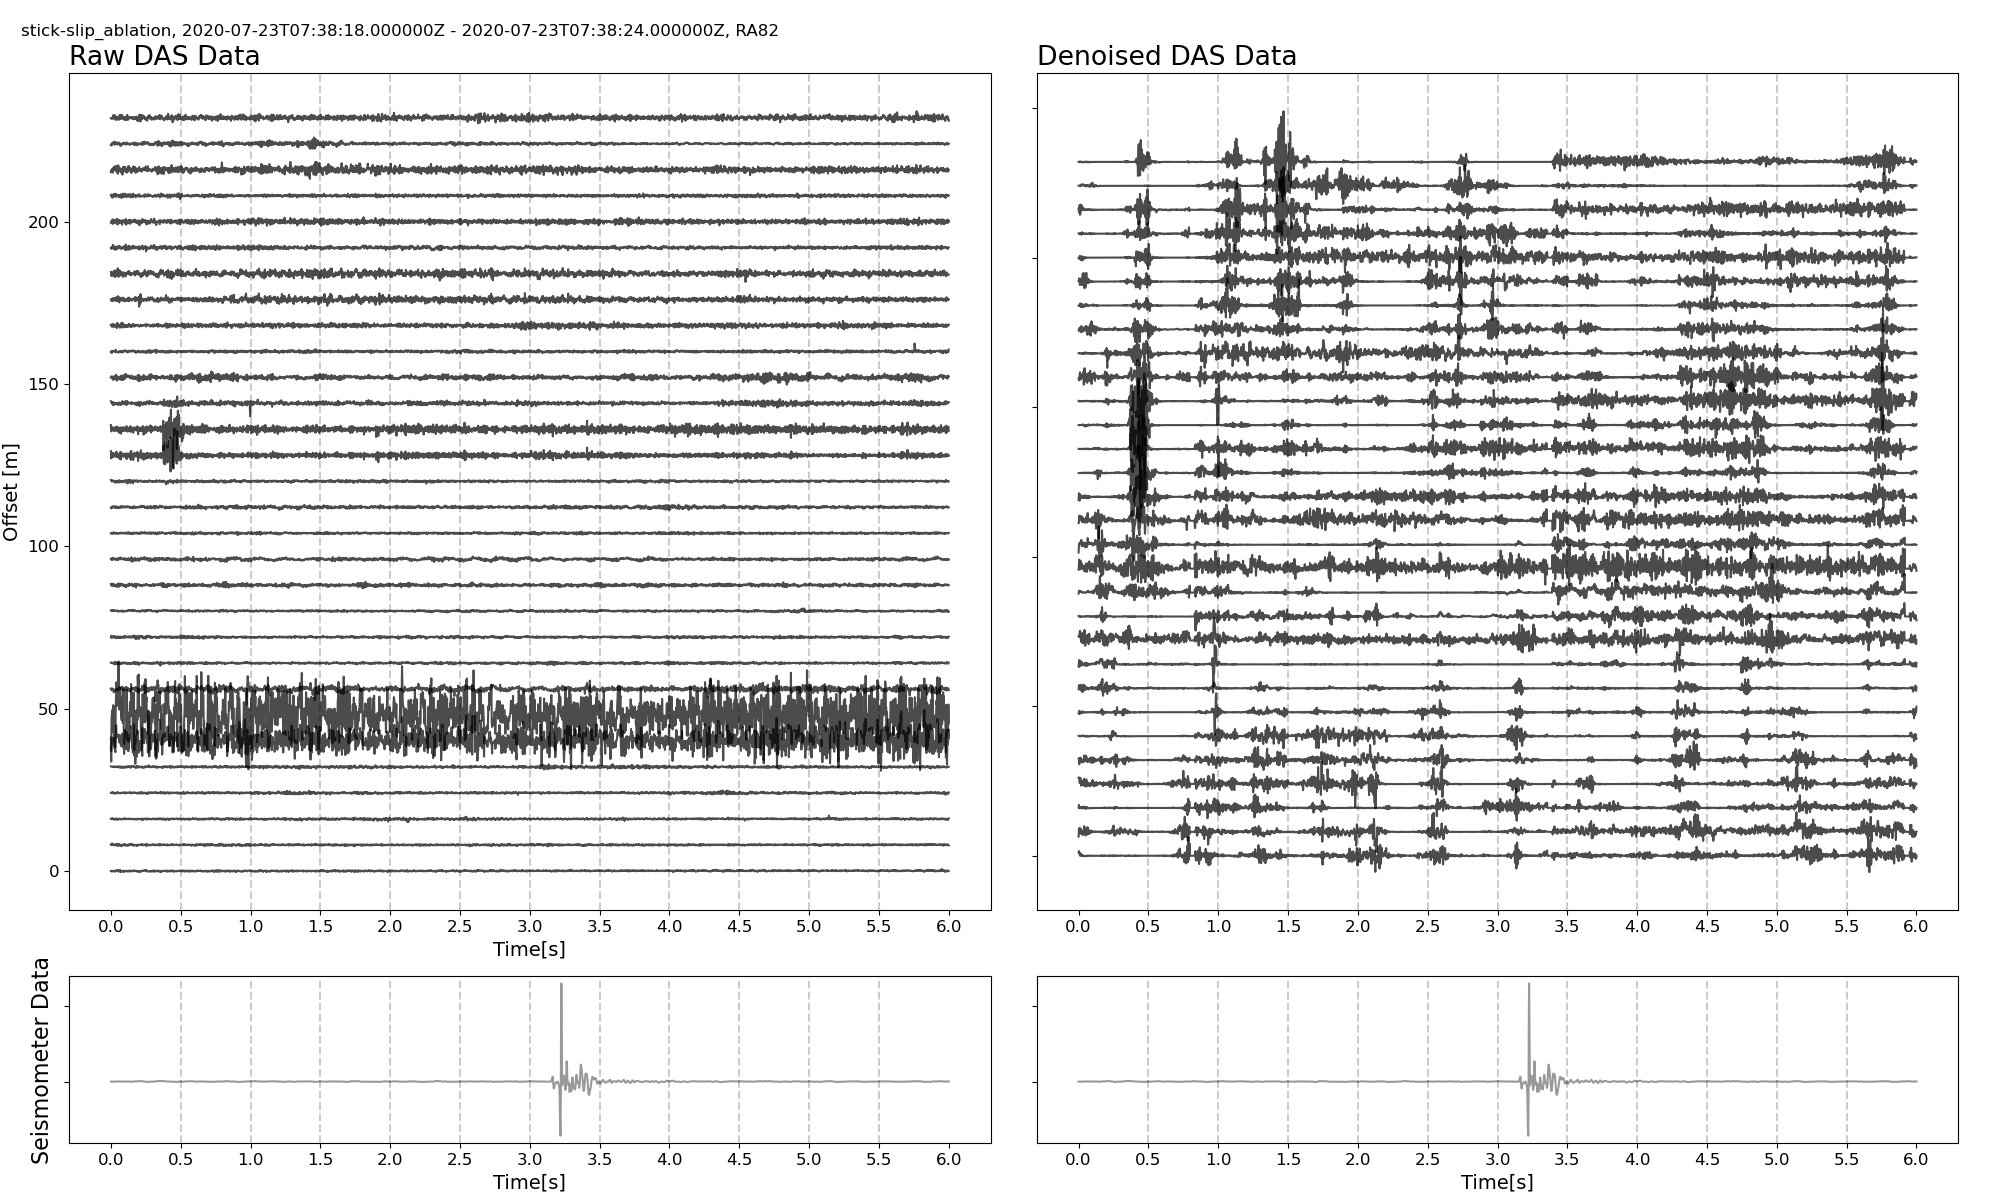 stick-slip_ablation, 2020-07-23T07:38:18.000000Z - 2020-07-23T07:38:24.000000Z, RA82
Raw DAS Data
Denoised DAS Data
Offset [m]
200
150
100
50
0
0.0 0.5 1.0 1.5 2.0 2.5 3.0 3.5 4.0 4.5 5.0 5.5 6.0
Time[s]
0.0 0.5 1.0 1.5 2.0 2.5 3.0 3.5 4.0 4.5 5.0 5.5 6.0
Seismometer Data
0.0 0.5 1.0 1.5 2.0 2.5 3.0 3.5 4.0 4.5 5.0 5.5 6.0
Time[s]
0.0 0.5 1.0 1.5 2.0 2.5 3.0 3.5 4.0 4.5 5.0 5.5 6.0
Time[s]